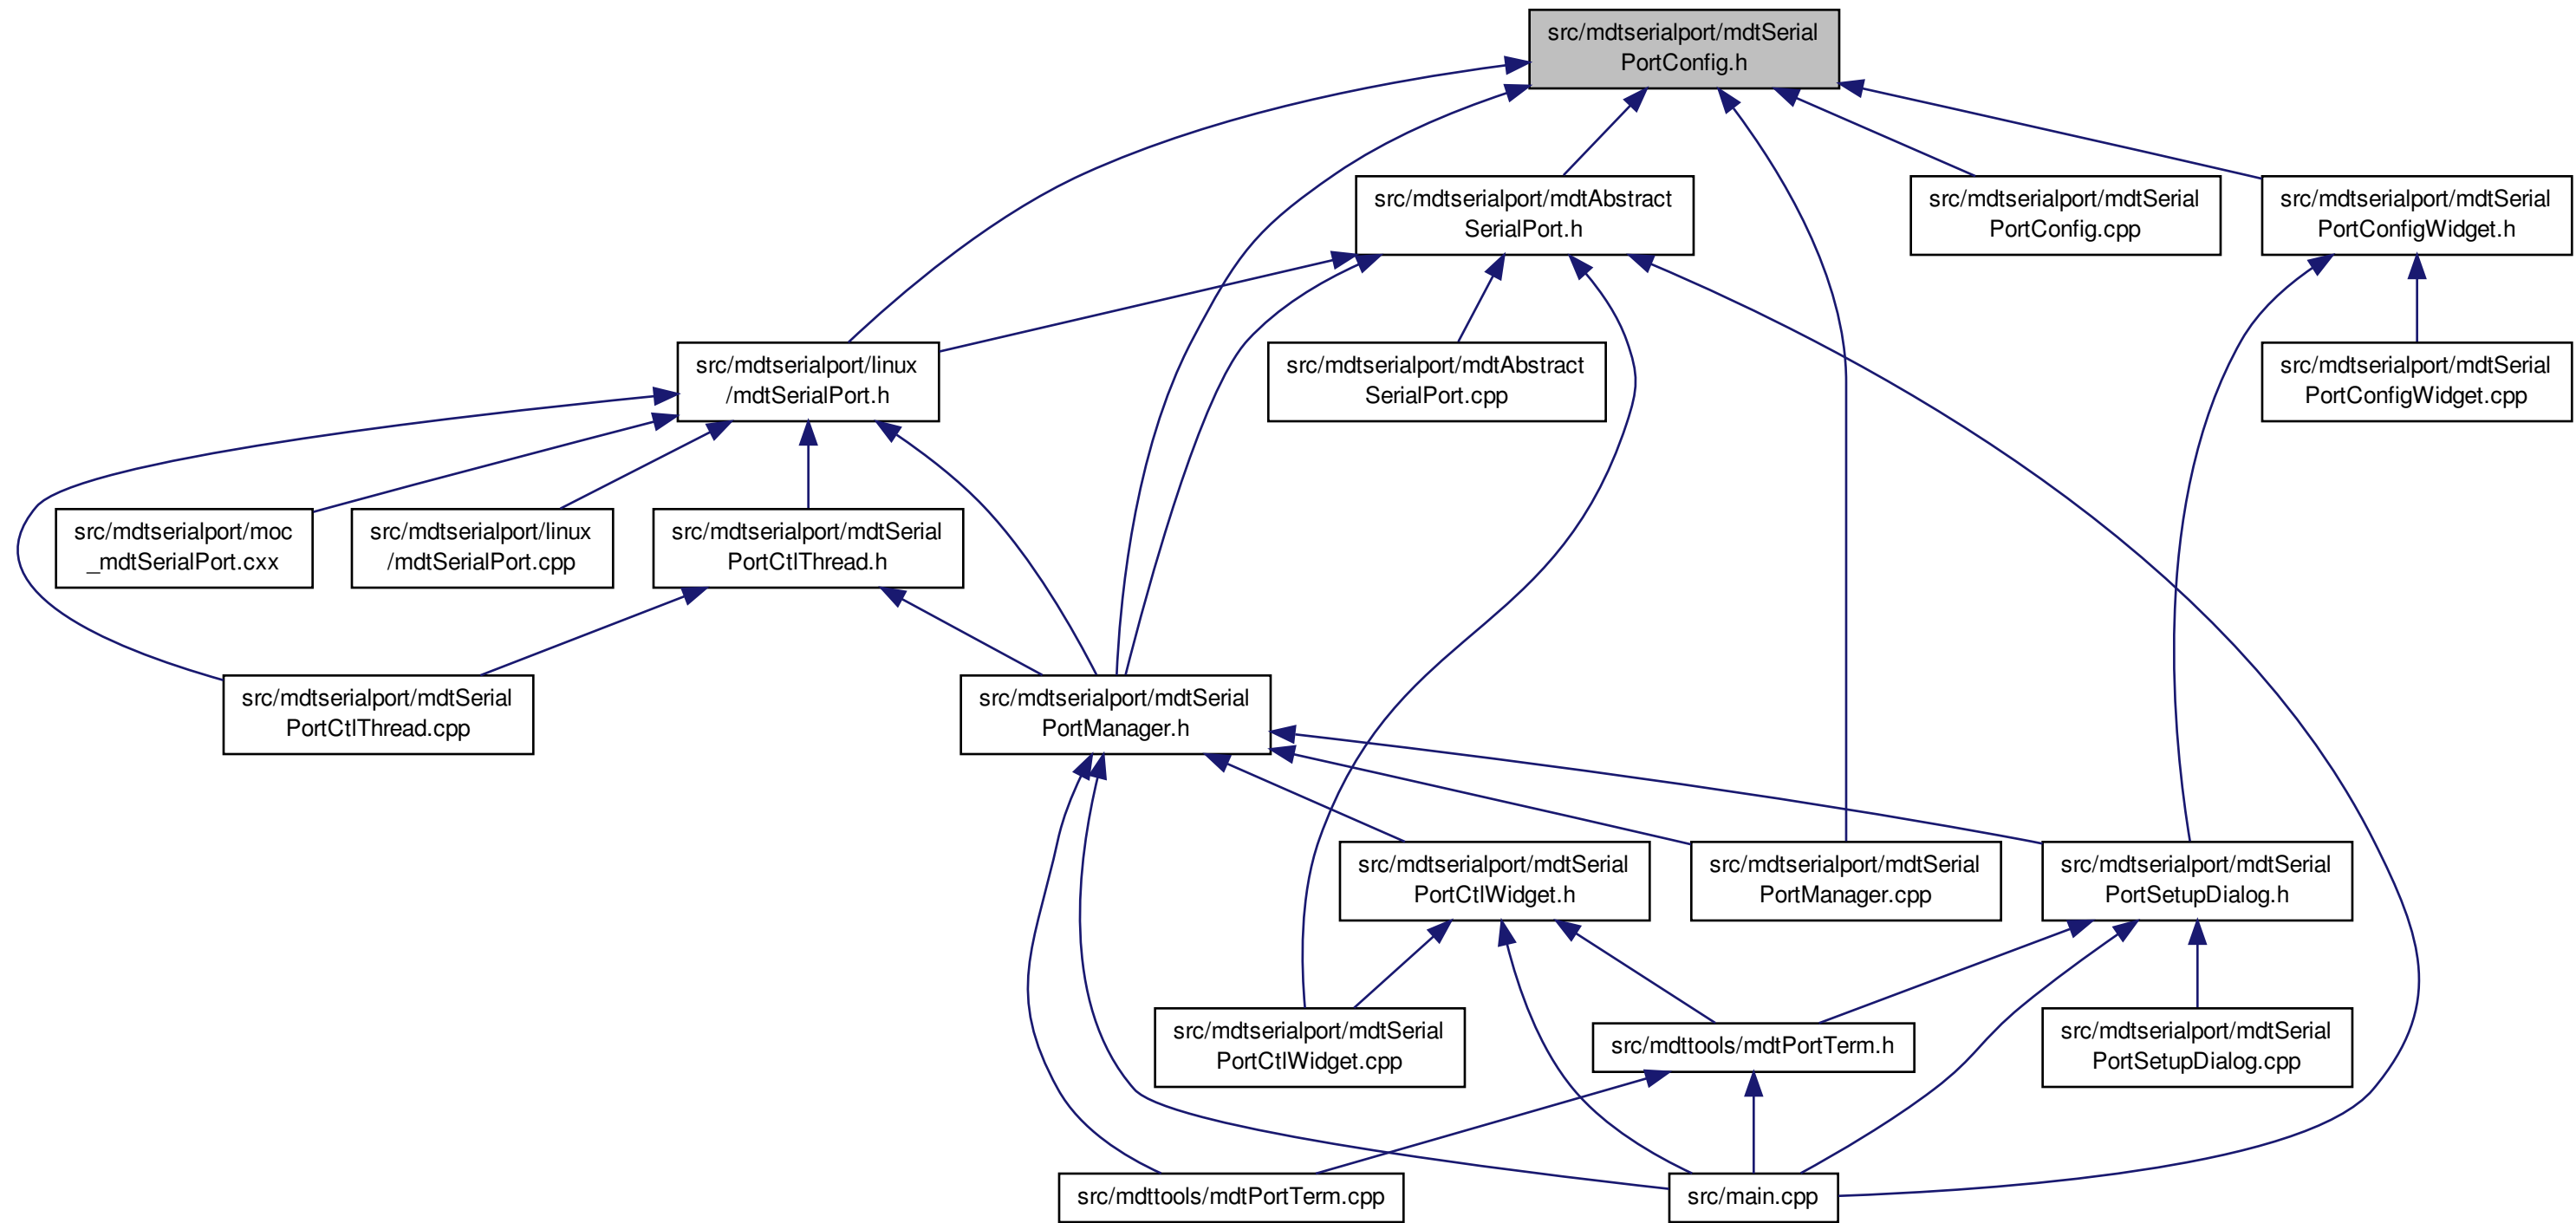 src/mdtserialport/mdtSerial
PortConfig.h
src/mdtserialport/mdtAbstract
SerialPort.h
src/mdtserialport/mdtSerial
PortConfig.cpp
src/mdtserialport/mdtSerial
PortConfigWidget.h
src/mdtserialport/linux
/mdtSerialPort.h
src/mdtserialport/mdtAbstract
SerialPort.cpp
src/mdtserialport/mdtSerial
PortConfigWidget.cpp
src/mdtserialport/moc
_mdtSerialPort.cxx
src/mdtserialport/linux
/mdtSerialPort.cpp
src/mdtserialport/mdtSerial
PortCtlThread.h
src/mdtserialport/mdtSerial
PortCtlThread.cpp
src/mdtserialport/mdtSerial
PortManager.h
src/mdtserialport/mdtSerial
PortCtlWidget.h
src/mdtserialport/mdtSerial
PortManager.cpp
src/mdtserialport/mdtSerial
PortSetupDialog.h
src/mdtserialport/mdtSerial
PortCtlWidget.cpp
src/mdttools/mdtPortTerm.h
src/mdtserialport/mdtSerial
PortSetupDialog.cpp
src/mdttools/mdtPortTerm.cpp
src/main.cpp